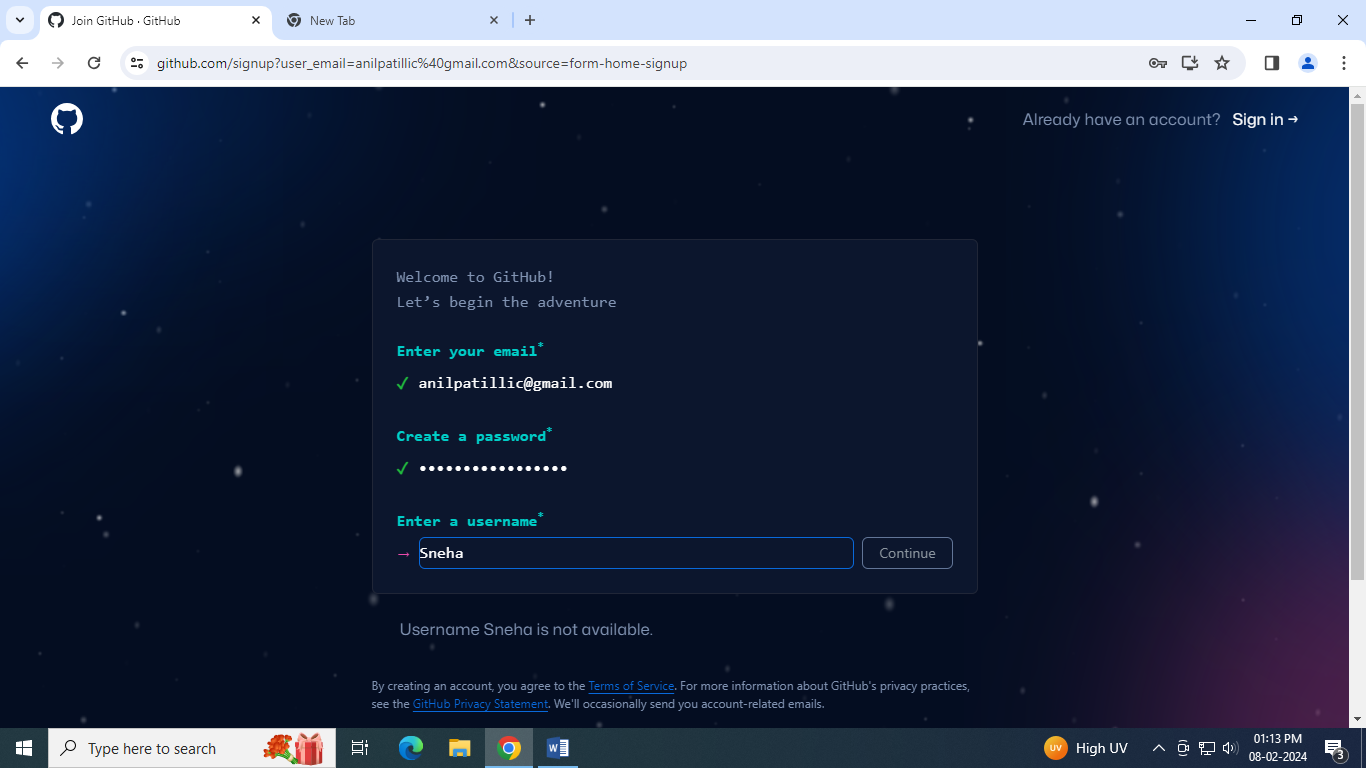 Join GitHub · GitHub
New Tab
github.com/signup?user_email=anilpatillic%40gmail.com&source=form-home-signup
Already have an account? Sign in →
Welcome to GitHub!
Let’s begin the adventure
Enter your email*
✓ anilpatillic@gmail.com
Create a password*
✓ •••••••••••••••••
Enter a username*
→ Sneha Continue
Username Sneha is not available.
By creating an account, you agree to the Terms of Service. For more information about GitHub's privacy practices,
see the GitHub Privacy Statement. We'll occasionally send you account-related emails.
Type here to search
UV High UV
01:13 PM
08-02-2024
3